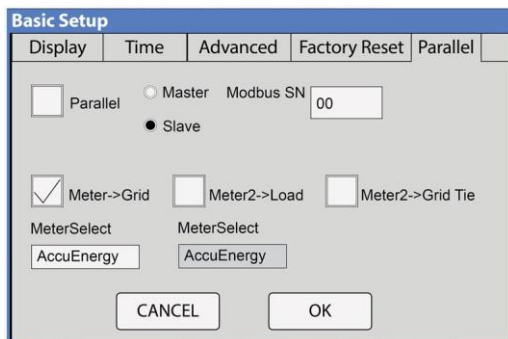 Basic Setup
Display Time Advanced Factory Reset Parallel
Parallel Master Modbus SN 00
Slave
Meter->Grid Meter2->Load Meter2->Grid Tie
MeterSelect MeterSelect
AccuEnergy AccuEnergy
CANCEL OK